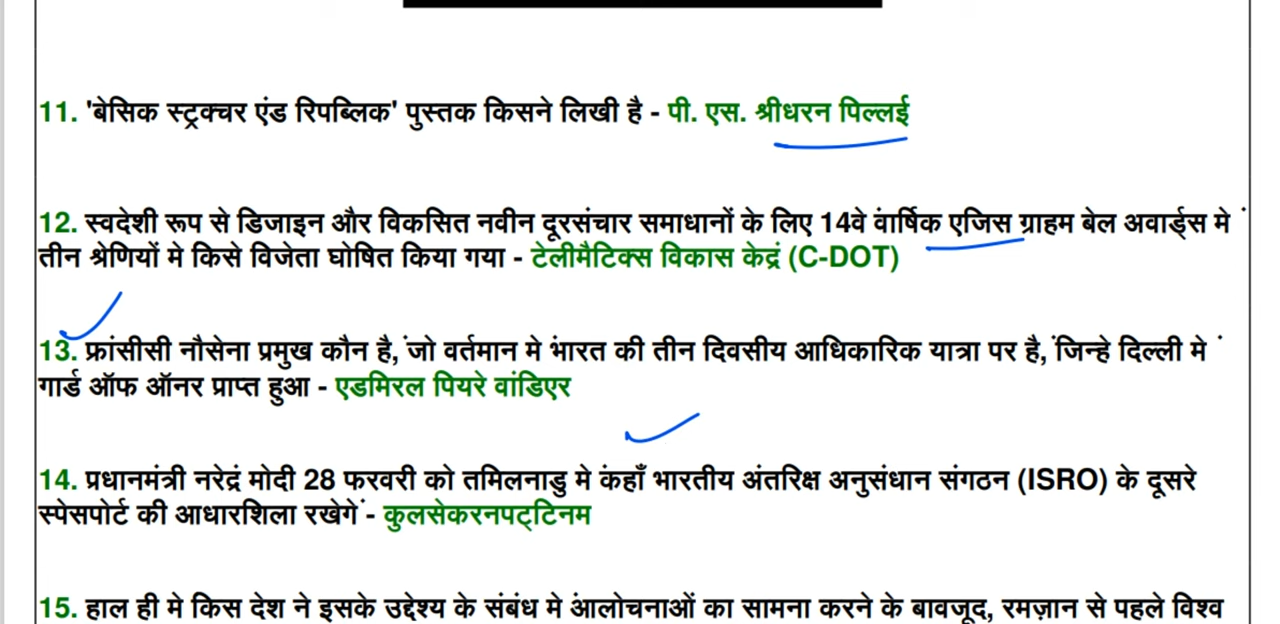 11. 'बेसिक स्ट्रक्चर एंड रिपब्लिक' पुस्तक किसने लिखी है - पी. एस. श्रीधरन पिल्लई
12. स्वदेशी रूप से डिजाइन और विकसित नवीन दूरसंचार समाधानों के लिए 14वे वांर्षिक एजिस ग्राहम बेल अवार्ड्स मे
तीन श्रेणियों मे किसे विजेता घोषित किया गया - टेलीमैटिक्स विकास केद्रं (C-DOT)
13. फ्रांसीसी नौसेना प्रमुख कौन है, जो वर्तमान मे भारत की तीन दिवसीय आधिकारिक यात्रा पर है, जिन्हे दिल्ली मे
गार्ड ऑफ ऑनर प्राप्त हुआ - एडमिरल पियरे वांडिएर
14. प्रधानमंत्री नरेद्रं मोदी 28 फरवरी को तमिलनाडु मे कंहाँ भारतीय अंतरिक्ष अनुसंधान संगठन (ISRO) के दूसरे
स्पेसपोर्ट की आधारशिला रखेगें - कुलसेकरनपट्टिनम
15. हाल ही मे किस देश ने इसके उद्देश्य के संबंध मे आंलोचनाओं का सामना करने के बावजूद, रमज़ान से पहले विश्व